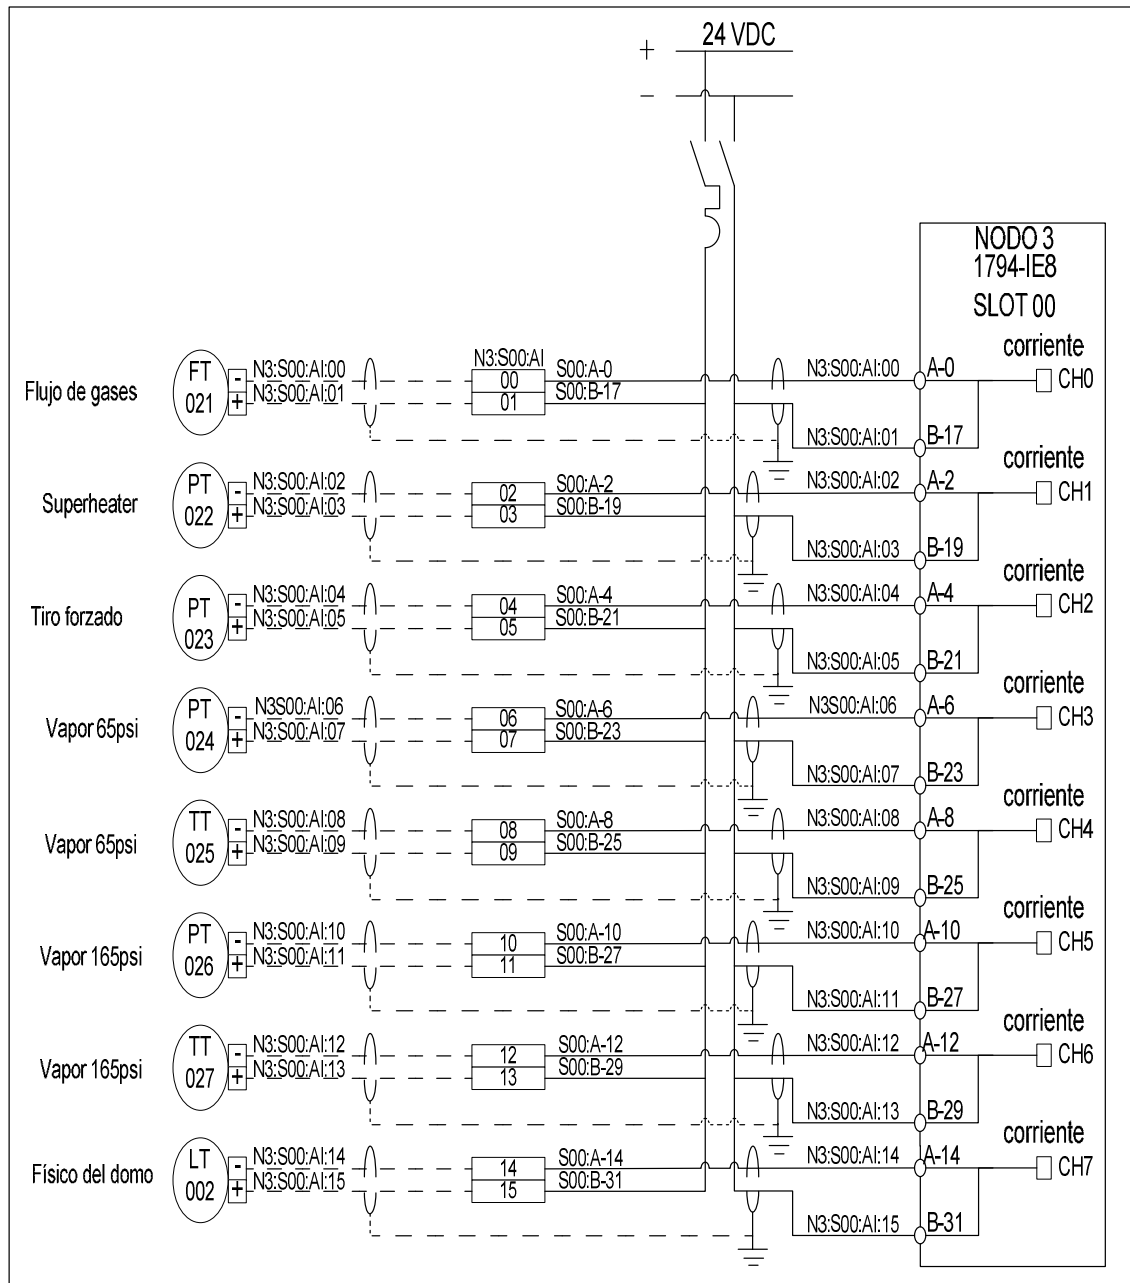 + 24 VDC
-
NODO 3
1794-IE8
SLOT 00
corriente
Flujo de gases FT 021 - + N3:S00:AI:00 N3:S00:AI:01 N3:S00:AI 00 01 S00:A-0 S00:B-17 N3:S00:AI:00 N3:S00:AI:01 A-0 B-17 CH0
corriente
Superheater PT 022 - + N3:S00:AI:02 N3:S00:AI:03 02 03 S00:A-2 S00:B-19 N3:S00:AI:02 N3:S00:AI:03 A-2 B-19 CH1
corriente
Tiro forzado PT 023 - + N3:S00:AI:04 N3:S00:AI:05 04 05 S00:A-4 S00:B-21 N3:S00:AI:04 N3:S00:AI:05 A-4 B-21 CH2
corriente
Vapor 65psi PT 024 - + N3S00:AI:06 N3:S00:AI:07 06 07 S00:A-6 S00:B-23 N3S00:AI:06 N3:S00:AI:07 A-6 B-23 CH3
corriente
Vapor 65psi TT 025 - + N3:S00:AI:08 N3:S00:AI:09 08 09 S00:A-8 S00:B-25 N3:S00:AI:08 N3:S00:AI:09 A-8 B-25 CH4
corriente
Vapor 165psi PT 026 - + N3:S00:AI:10 N3:S00:AI:11 10 11 S00:A-10 S00:B-27 N3:S00:AI:10 N3:S00:AI:11 A-10 B-27 CH5
corriente
Vapor 165psi TT 027 - + N3:S00:AI:12 N3:S00:AI:13 12 13 S00:A-12 S00:B-29 N3:S00:AI:12 N3:S00:AI:13 A-12 B-29 CH6
corriente
Físico del domo LT 002 - + N3:S00:AI:14 N3:S00:AI:15 14 15 S00:A-14 S00:B-31 N3:S00:AI:14 N3:S00:AI:15 A-14 B-31 CH7